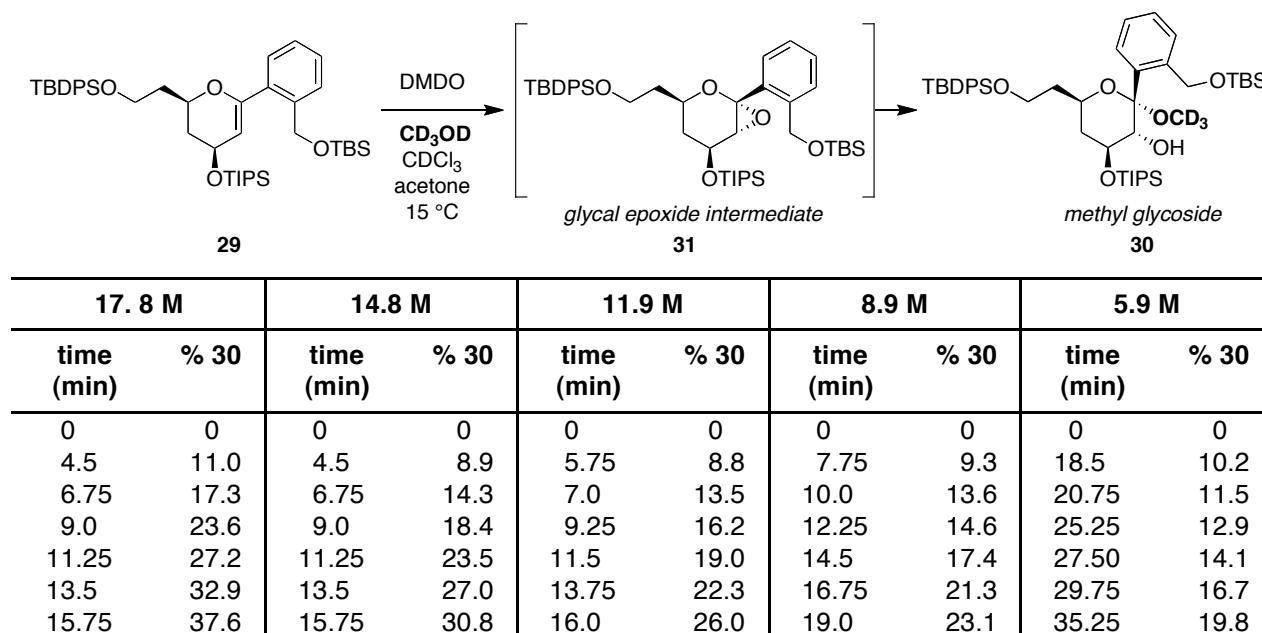 TBDPSO
O
OTBS
OTIPS
29
DMDO
CD3OD
CDCl3
acetone
15 °C
TBDPSO
O
O
OTBS
OTIPS
glycal epoxide intermediate
31
TBDPSO
O
OTBS
OCD3
OH
OTIPS
methyl glycoside
30
17. 8 M 14.8 M 11.9 M 8.9 M 5.9 M
time % 30 time % 30 time % 30 time % 30 time % 30
(min) (min) (min) (min) (min)
0 0 0 0 0 0 0 0 0 0
4.5 11.0 4.5 8.9 5.75 8.8 7.75 9.3 18.5 10.2
6.75 17.3 6.75 14.3 7.0 13.5 10.0 13.6 20.75 11.5
9.0 23.6 9.0 18.4 9.25 16.2 12.25 14.6 25.25 12.9
11.25 27.2 11.25 23.5 11.5 19.0 14.5 17.4 27.50 14.1
13.5 32.9 13.5 27.0 13.75 22.3 16.75 21.3 29.75 16.7
15.75 37.6 15.75 30.8 16.0 26.0 19.0 23.1 35.25 19.8